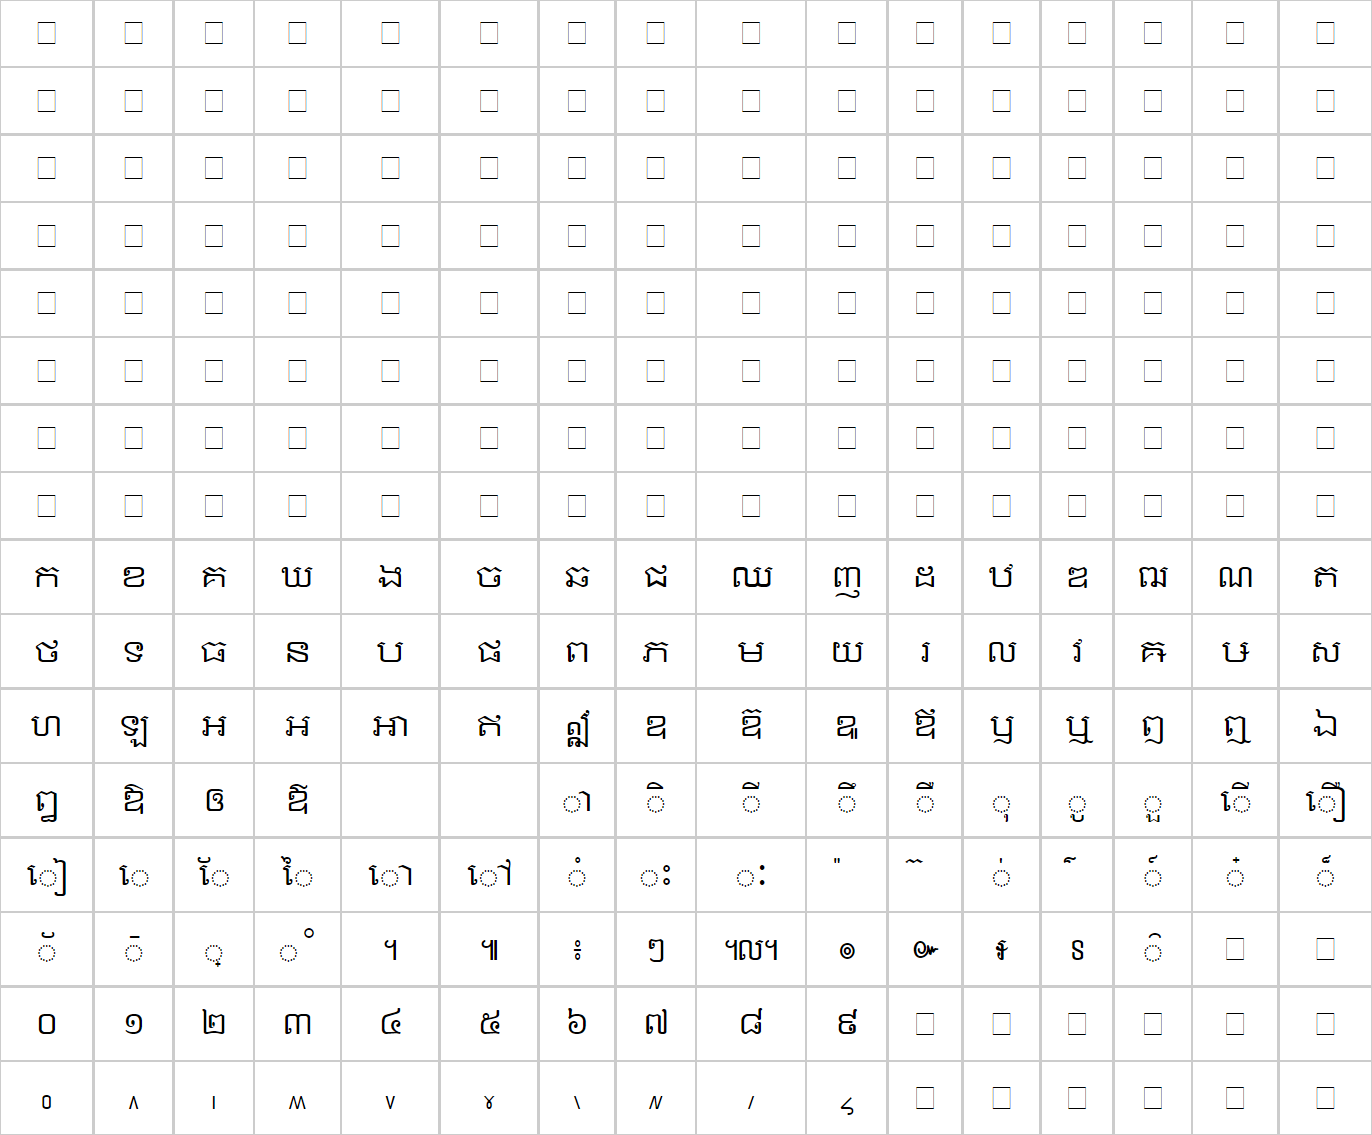 ក ខ គ ឃ ង ច ឆ ជ ឈ ញ ដ ឋ ឌ ឍ ណ ត
ថ ទ ធ ន ប ផ ព ភ ម យ រ ល វ ឝ ឞ ស
ហ ឡ អ ឣ ឤ ឥ ឦ ឧ ឨ ឩ ឪ ឫ ឬ ឭ ឮ ឯ
ឰ ឱ ឲ ឳ ា ិ ី ឹ ឺ ុ ូ ួ ើ ឿ
ៀ េ ែ ៃ ោ ៅ ំ ះ ៈ ៉ ៊ ់ ៌ ៍ ៎ ៏
័ ៑ ្ ៓ ។ ៕ ៖ ៗ ៘ ៙ ៚ ៛ ៜ ៝
០ ១ ២ ៣ ៤ ៥ ៦ ៧ ៨ ៩
៰ ៱ ៲ ៳ ៴ ៵ ៶ ៷ ៸ ៹